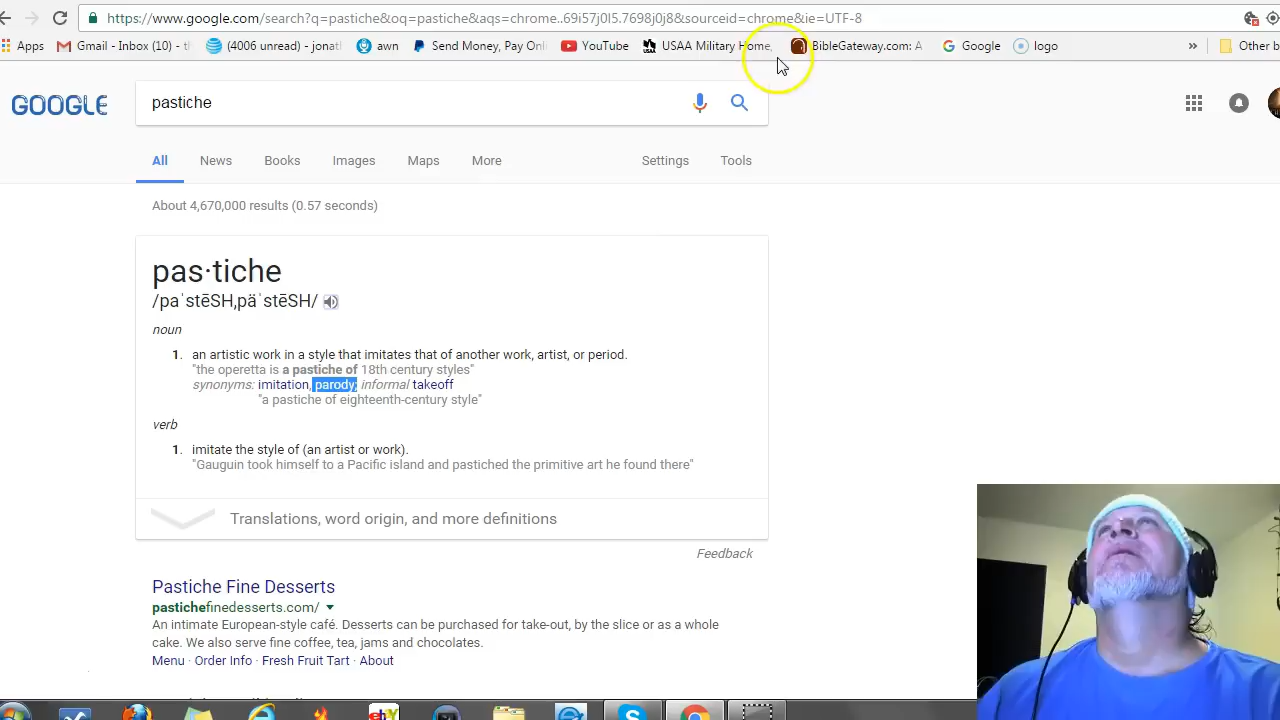 https://www.google.com/search?q=pastiche&oq=pastiche&aqs=chrome..69i57j0l5.7698j0j8&sourceid=chrome&ie=UTF-8
Apps Gmail - Inbox (10) - tl (4006 unread) - jonatl awn Send Money, Pay Onl YouTube USAA Military Home, BibleGateway.com: A Google logo » Other b
GOOGLE pastiche
All News Books Images Maps More Settings Tools
About 4,670,000 results (0.57 seconds)
pas·tiche
/paˈstēSH,päˈstēSH/
noun
1. an artistic work in a style that imitates that of another work, artist, or period.
"the operetta is a pastiche of 18th century styles"
synonyms: imitation, parody; informal takeoff
"a pastiche of eighteenth-century style"
verb
1. imitate the style of (an artist or work).
"Gauguin took himself to a Pacific island and pastiched the primitive art he found there"
Translations, word origin, and more definitions
Feedback
Pastiche Fine Desserts
pastichefinedesserts.com/
An intimate European-style café. Desserts can be purchased for take-out, by the slice or as a whole
cake. We also serve fine coffee, tea, jams and chocolates.
Menu · Order Info · Fresh Fruit Tart · About
ebY